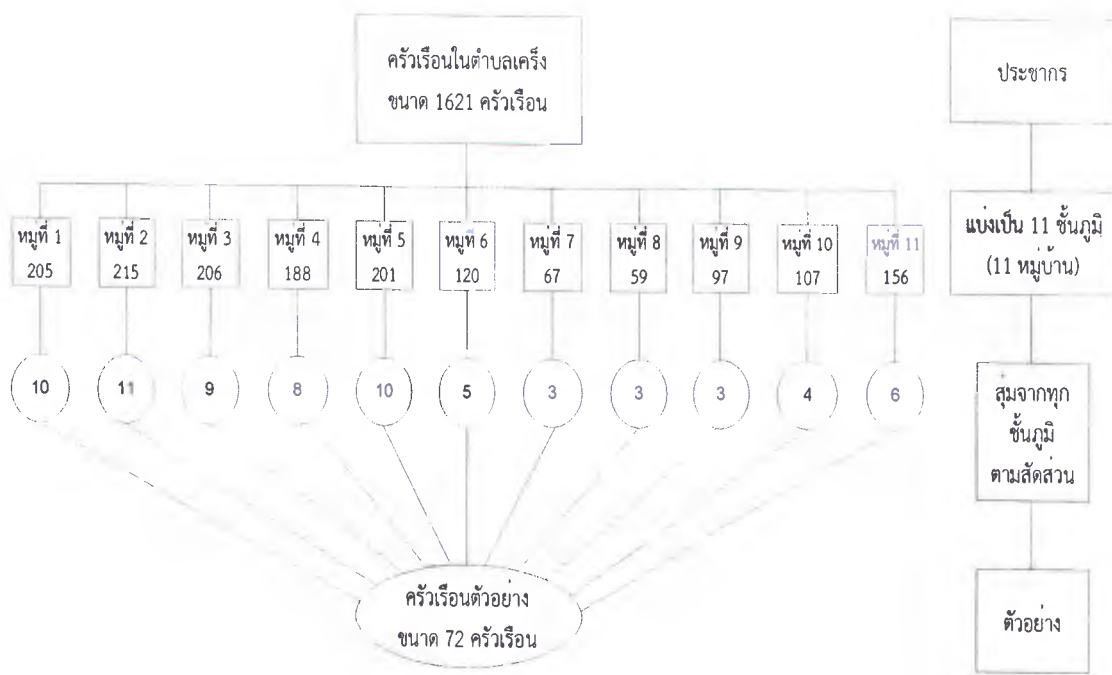 ครัวเรือนในตำบลเคร็ง
ขนาด 1621 ครัวเรือน
ประชากร
หมู่ที่ 1
205
หมู่ที่ 2
215
หมู่ที่ 3
206
หมู่ที่ 4
188
หมู่ที่ 5
201
หมู่ที่ 6
120
หมู่ที่ 7
67
หมู่ที่ 8
59
หมู่ที่ 9
97
หมู่ที่ 10
107
หมู่ที่ 11
156
แบ่งเป็น 11 ชั้นภูมิ
(11 หมู่บ้าน)
10
11
9
8
10
5
3
3
3
4
6
สุ่มจากทุก
ชั้นภูมิ
ตามสัดส่วน
ครัวเรือนตัวอย่าง
ขนาด 72 ครัวเรือน
ตัวอย่าง